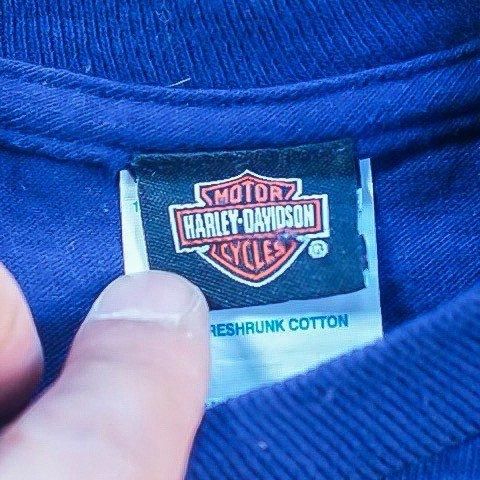 MOTOR
HARLEY-DAVIDSON
CYCLES
®
RESHRUNK COTTON